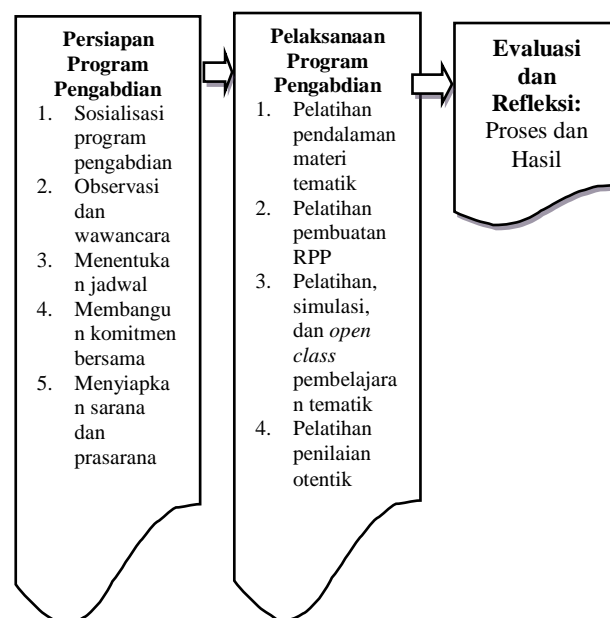 Persiapan
Program
Pengabdian
1. Sosialisasi
program
pengabdian
2. Observasi
dan
wawancara
3. Menentuka
n jadwal
4. Membangu
n komitmen
bersama
5. Menyiapka
n sarana
dan
prasarana
Pelaksanaan
Program
Pengabdian
1. Pelatihan
pendalaman
materi
tematik
2. Pelatihan
pembuatan
RPP
3. Pelatihan,
simulasi,
dan open
class
pembelajara
n tematik
4. Pelatihan
penilaian
otentik
Evaluasi
dan
Refleksi:
Proses dan
Hasil